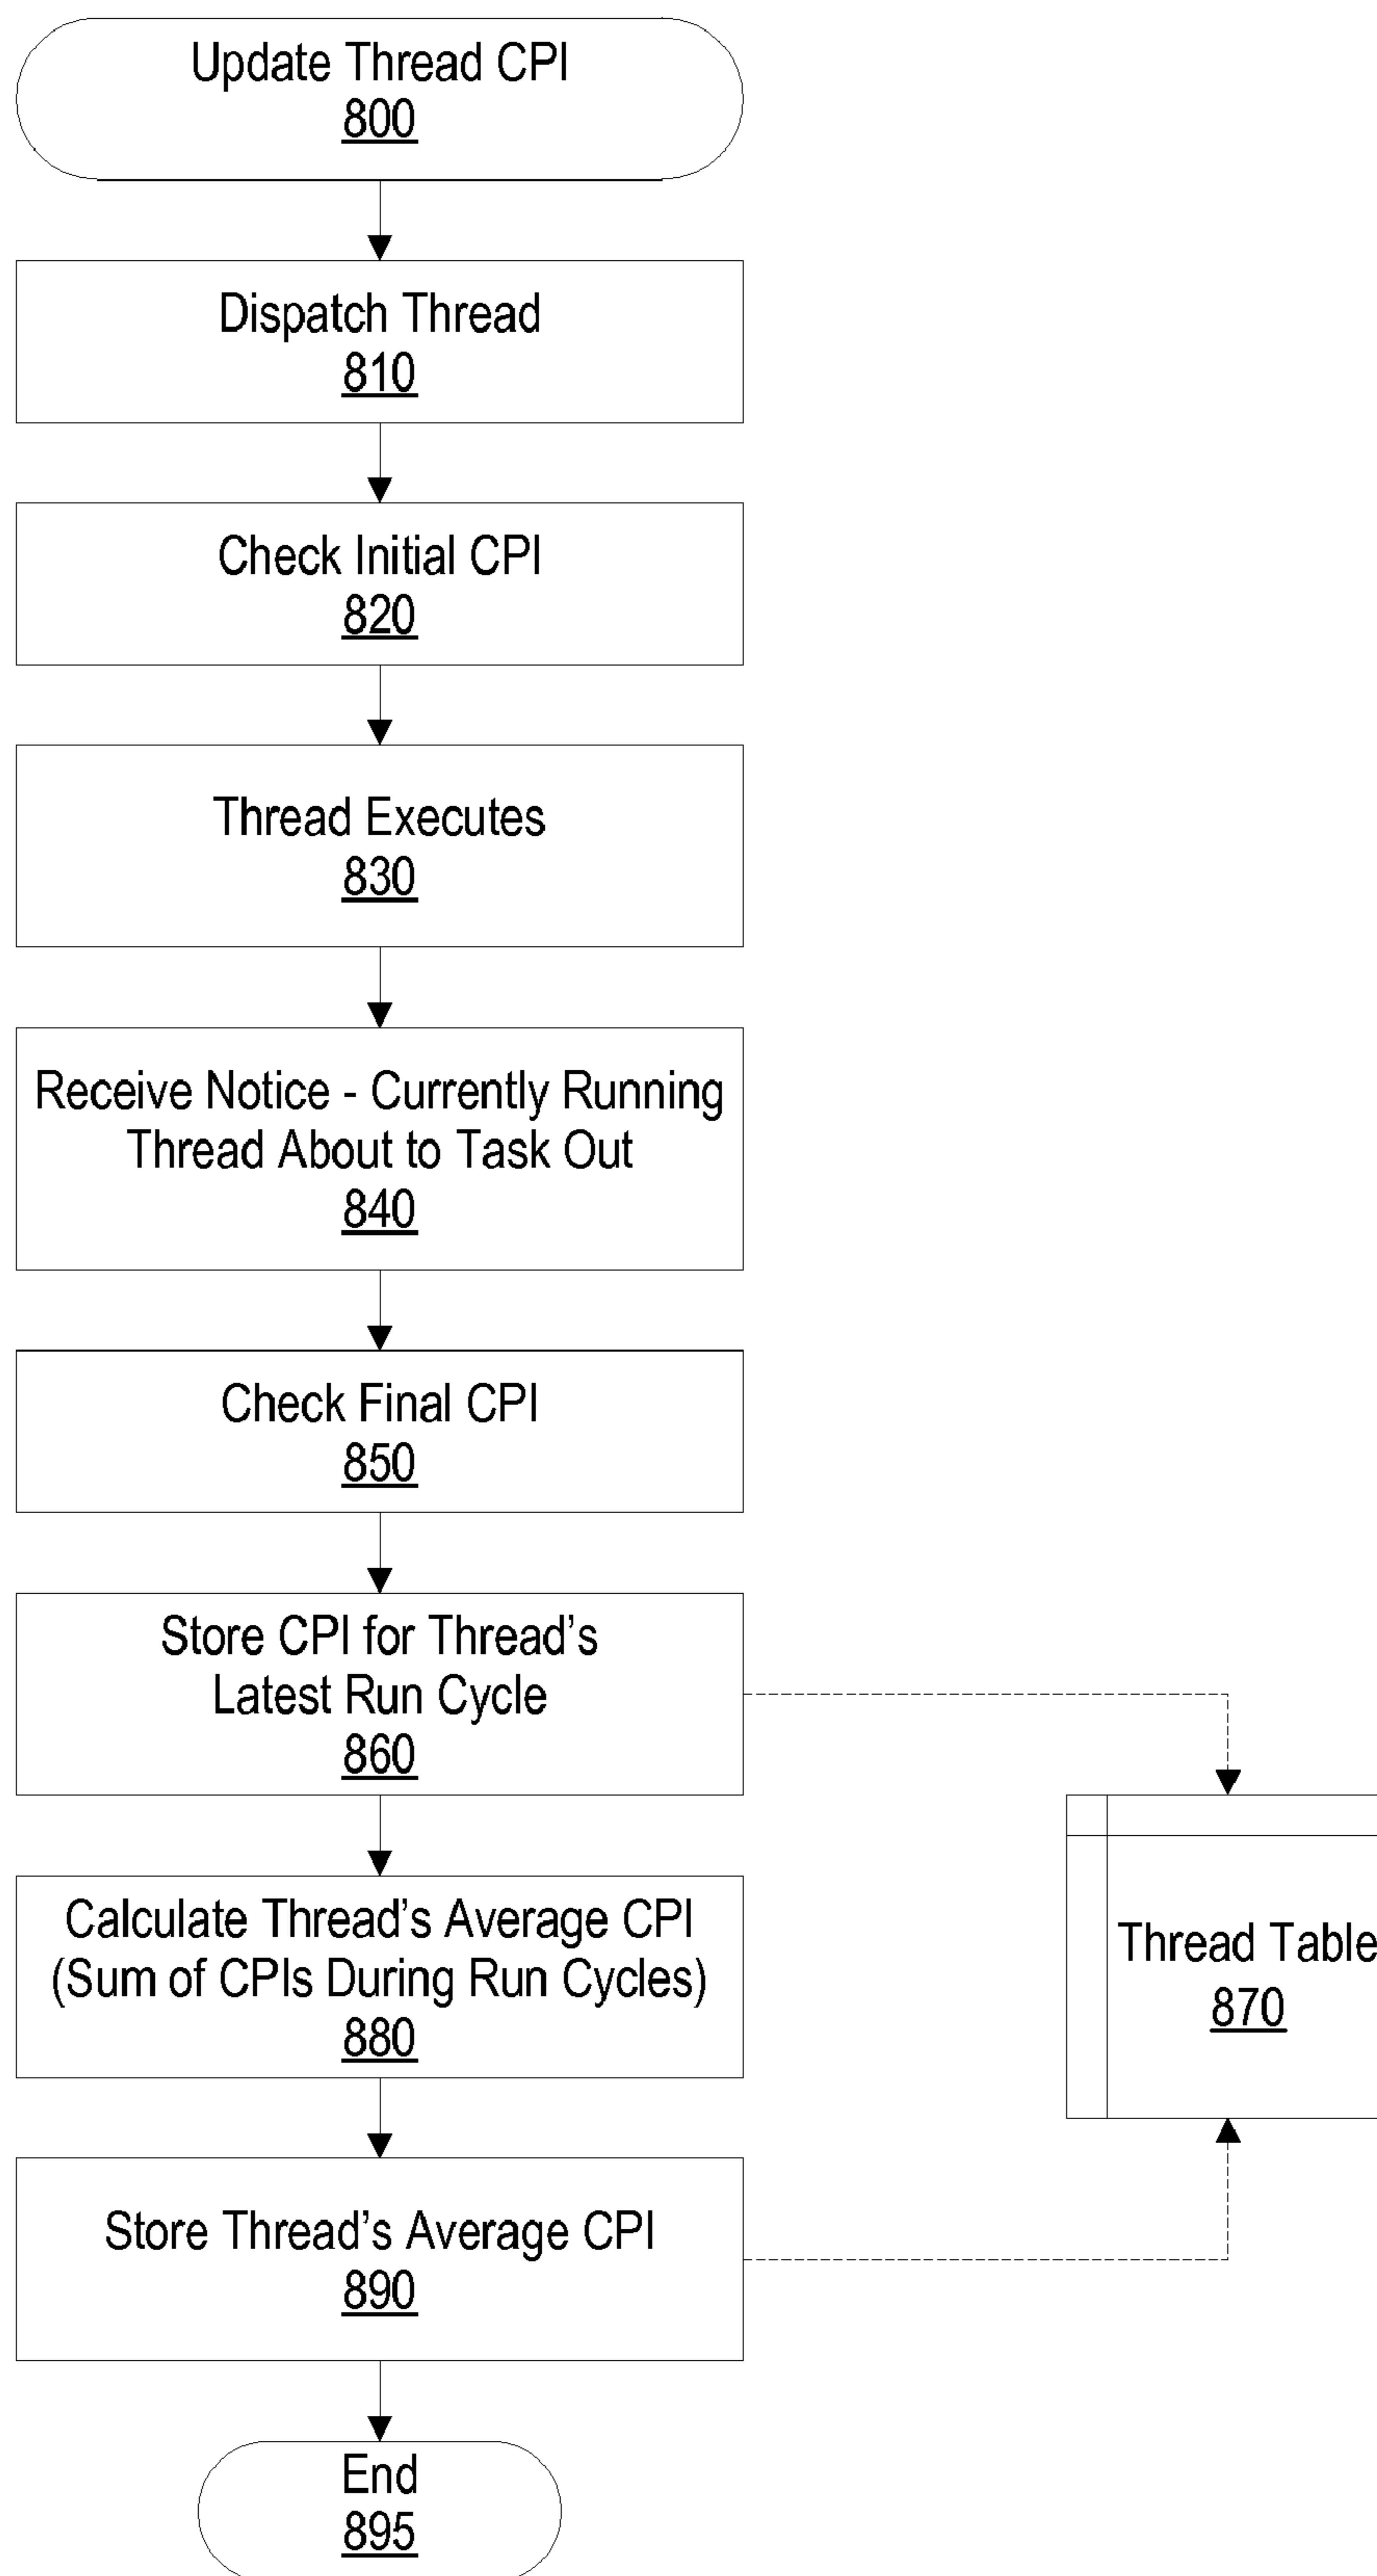 Update Thread CPI
800
Dispatch Thread
810
Check Initial CPI
820
Thread Executes
830
Receive Notice - Currently Running
Thread About to Task Out
840
Check Final CPI
850
Store CPI for Thread’s
Latest Run Cycle
860
Calculate Thread’s Average CPI
(Sum of CPIs During Run Cycles)
880
Thread Table
870
Store Thread’s Average CPI
890
End
895